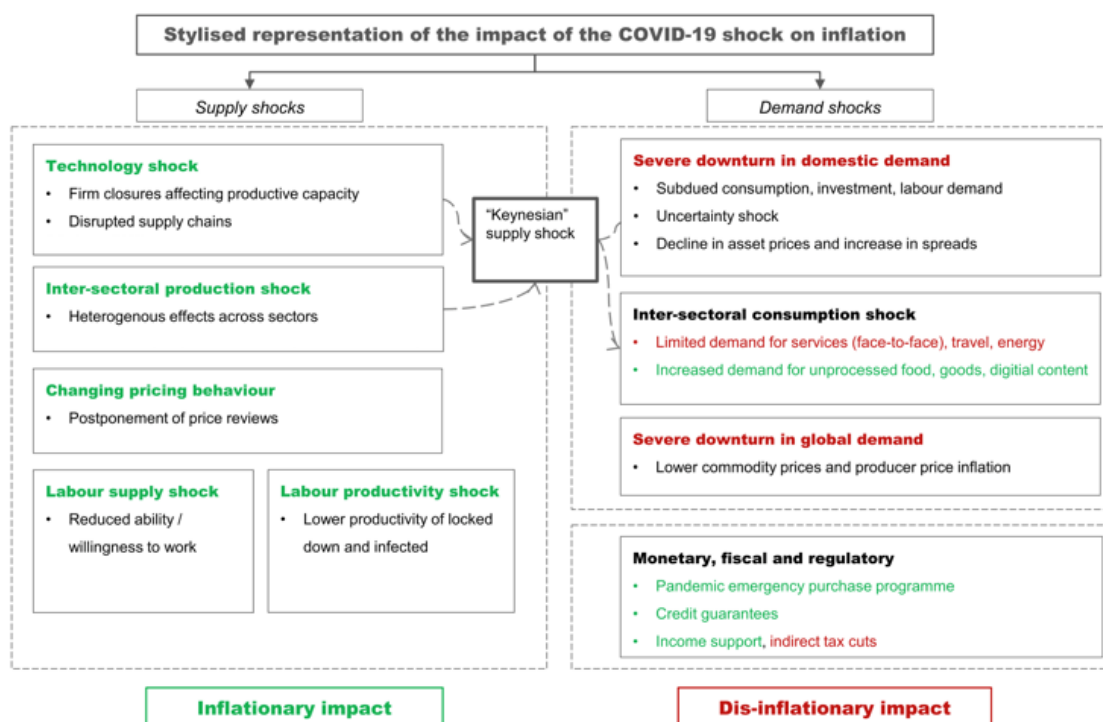 Stylised representation of the impact of the COVID-19 shock on inflation
Supply shocks
Demand shocks
Technology shock
• Firm closures affecting productive capacity
• Disrupted supply chains
Inter-sectoral production shock
• Heterogenous effects across sectors
Changing pricing behaviour
• Postponement of price reviews
Labour supply shock
• Reduced ability /
willingness to work
Labour productivity shock
• Lower productivity of locked
down and infected
"Keynesian"
supply shock
Severe downturn in domestic demand
• Subdued consumption, investment, labour demand
• Uncertainty shock
• Decline in asset prices and increase in spreads
Inter-sectoral consumption shock
• Limited demand for services (face-to-face), travel, energy
• Increased demand for unprocessed food, goods, digitial content
Severe downturn in global demand
• Lower commodity prices and producer price inflation
Monetary, fiscal and regulatory
• Pandemic emergency purchase programme
• Credit guarantees
• Income support, indirect tax cuts
Inflationary impact
Dis-inflationary impact